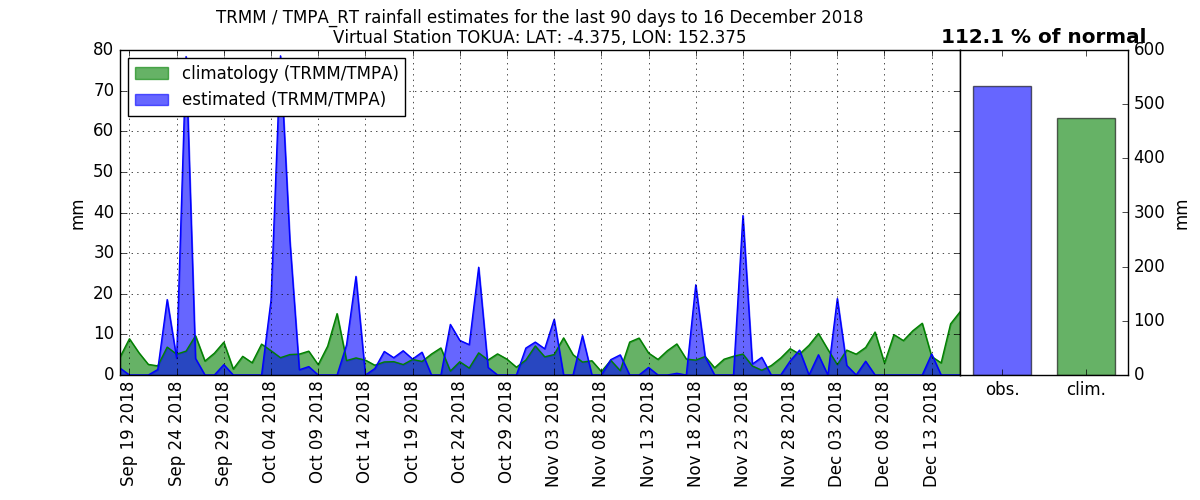 TRMM / TMPA_RT rainfall estimates for the last 90 days to 16 December 2018
Virtual Station TOKUA: LAT: -4.375, LON: 152.375
112.1 % of normal
climatology (TRMM/TMPA)
estimated (TRMM/TMPA)
80
70
60
50
40
30
20
10
0
mm
Sep 19 2018
Sep 24 2018
Sep 29 2018
Oct 04 2018
Oct 09 2018
Oct 14 2018
Oct 19 2018
Oct 24 2018
Oct 29 2018
Nov 03 2018
Nov 08 2018
Nov 13 2018
Nov 18 2018
Nov 23 2018
Nov 28 2018
Dec 03 2018
Dec 08 2018
Dec 13 2018
600
500
400
300
200
100
0
mm
obs.
clim.